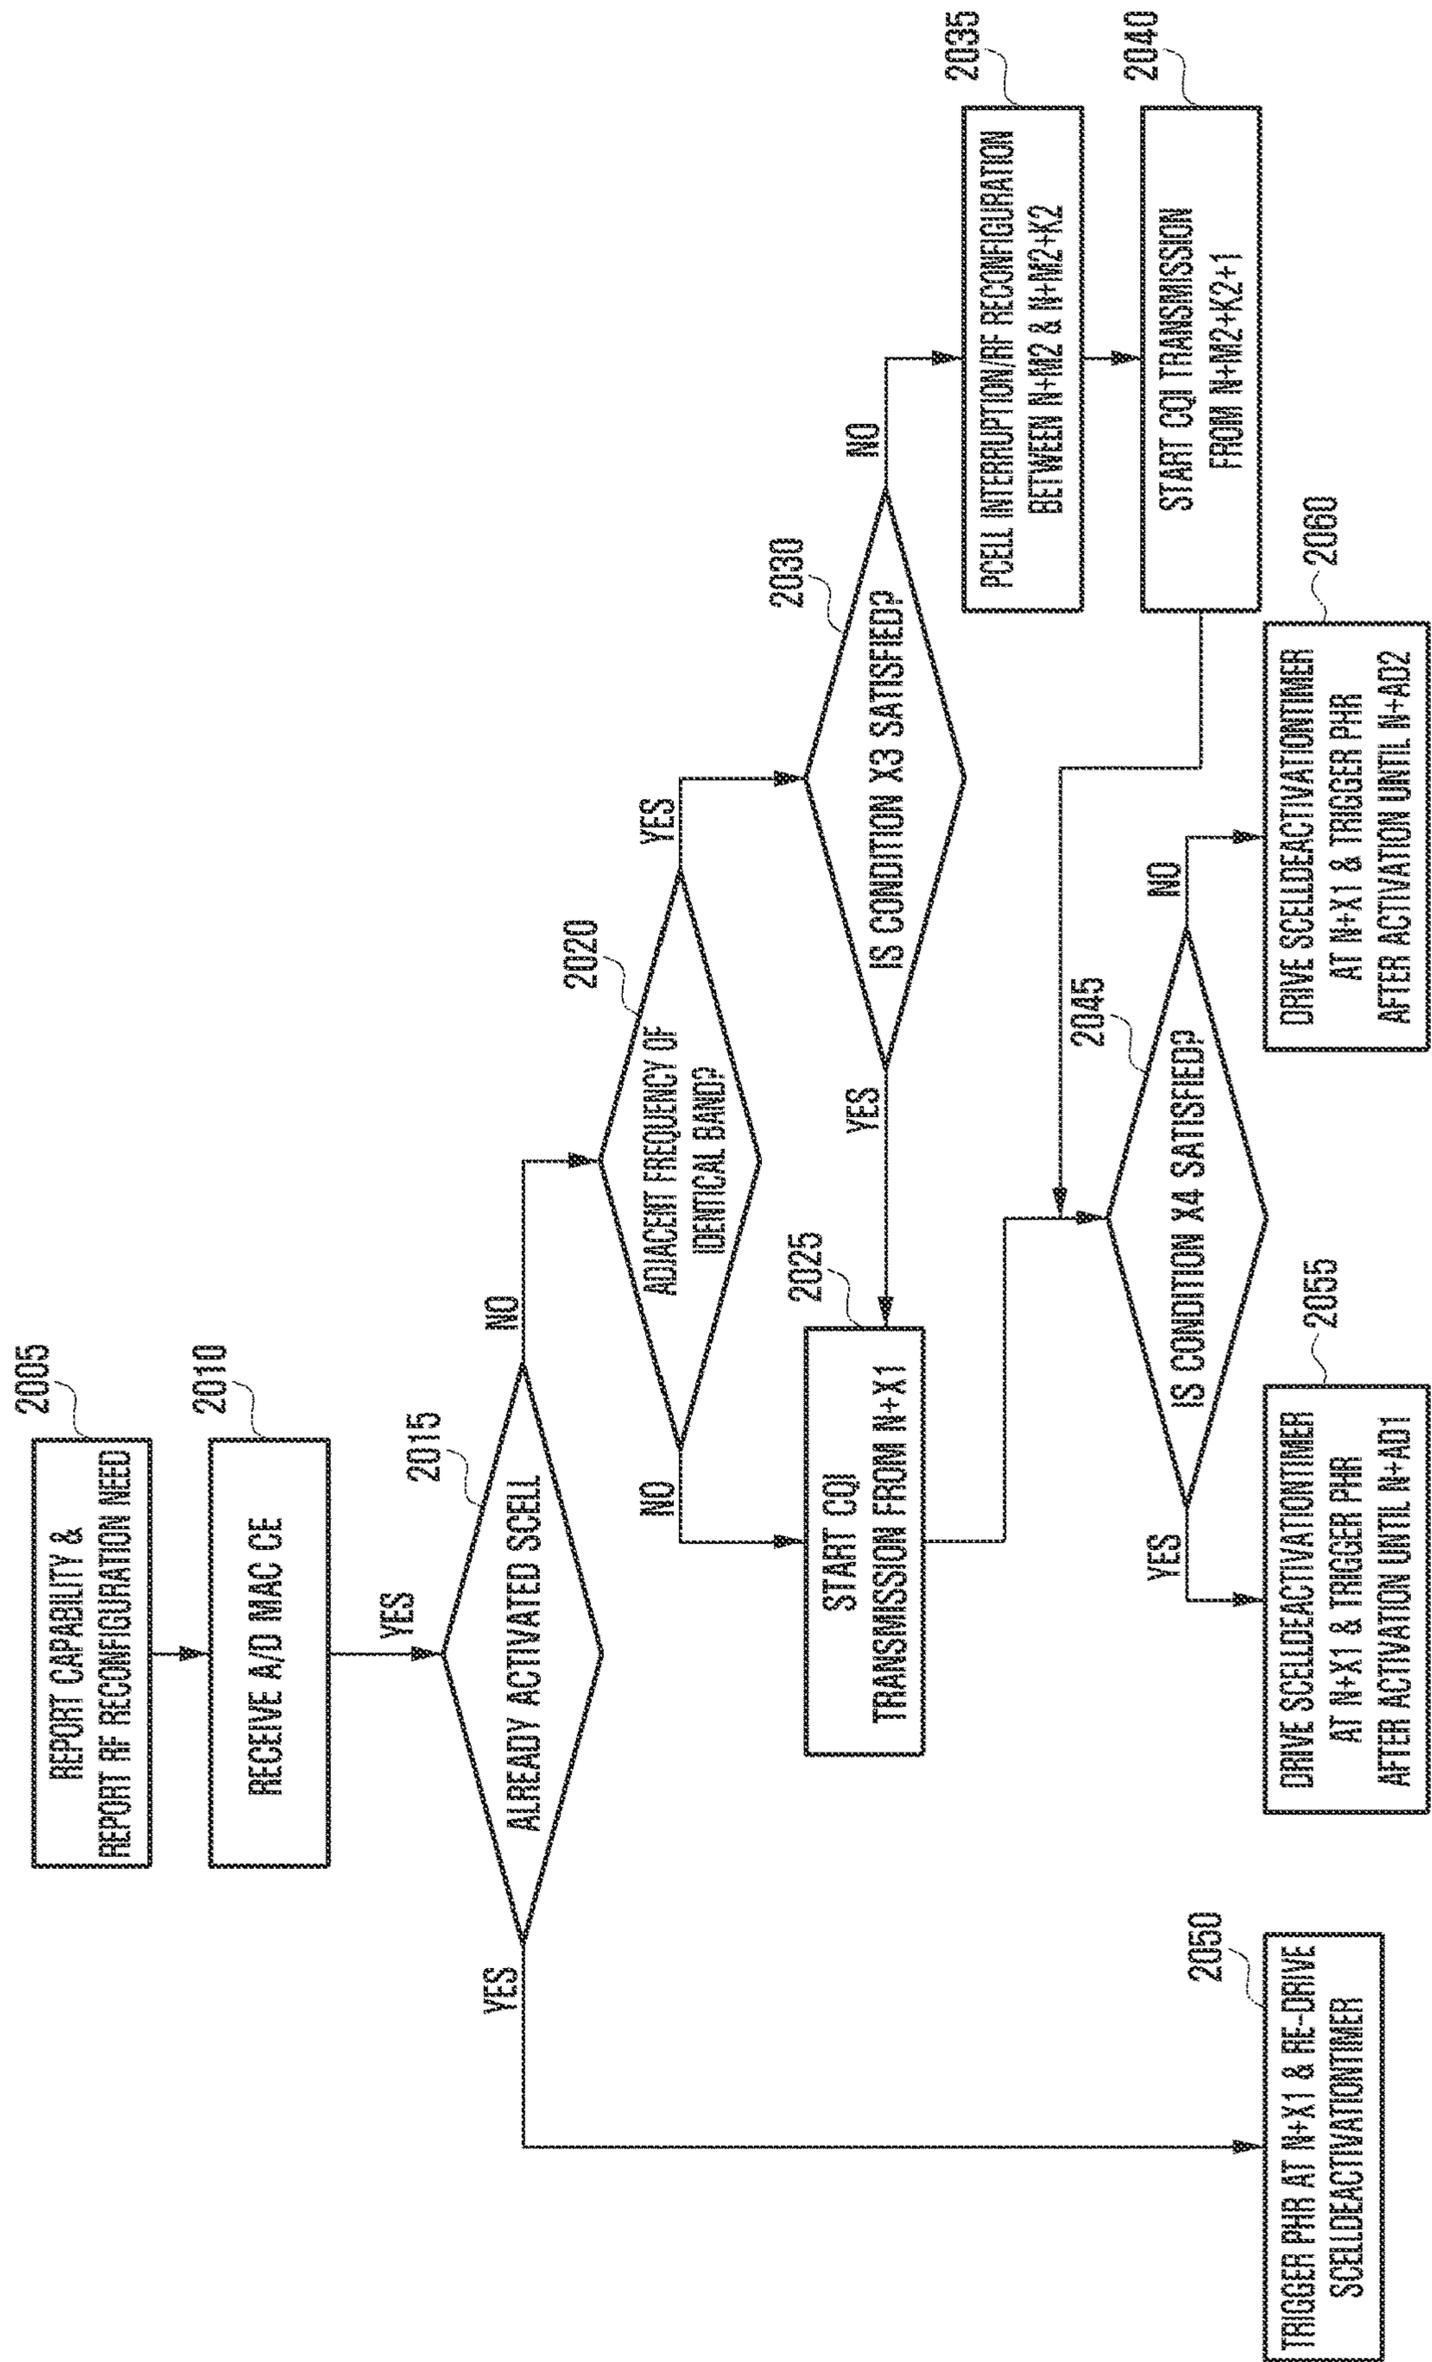 REPORT CAPABILITY &
REPORT RF RECONFIGURATION NEED
2005
RECEIVE A/D MAC CE
2010
YES
ALREADY ACTIVATED SCELL
2015
YES
NO
ADJACENT FREQUENCY OF
IDENTICAL BAND?
2020
NO
YES
START CQI
TRANSMISSION FROM N+X1
2025
IS CONDITION X3 SATISFIED?
2030
YES
NO
PCELL INTERRUPTION/RF RECONFIGURATION
BETWEEN N+M2 & N+M2+K2
2035
START CQI TRANSMISSION
FROM N+M2+K2+1
2040
IS CONDITION X4 SATISFIED?
2045
YES
NO
TRIGGER PHR AT N+X1 & RE-DRIVE
SCELLDEACTIVATIONTIMER
2050
DRIVE SCELLDEACTIVATIONTIMER
AT N+X1 & TRIGGER PHR
AFTER ACTIVATION UNTIL N+AD1
2055
DRIVE SCELLDEACTIVATIONTIMER
AT N+X1 & TRIGGER PHR
AFTER ACTIVATION UNTIL N+AD2
2060